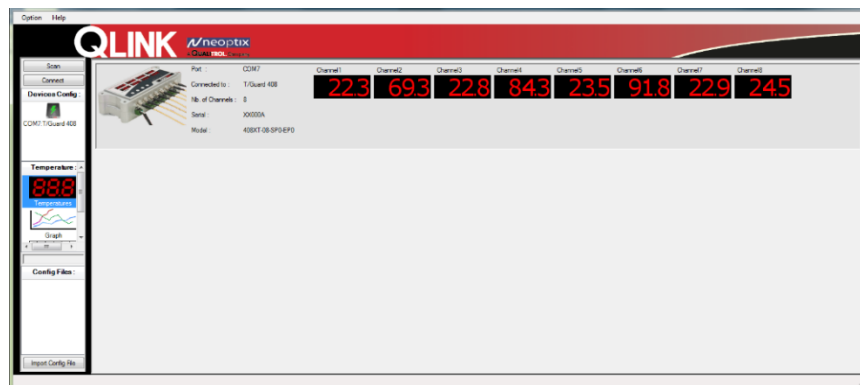 Option Help
QLINK neoptix
A QUALITROL Company
Scan
Connect
Devices Config :
COM7:T/Guard 408
Temperature :
888
Temperatures
Graph
Config Files :
Import Config File
Port : COM7
Connected to : T/Guard 408
Nb. of Channels : 8
Serial : XX000A
Model : 408XT-08-SP0-EP0
Channel1 Channel2 Channel3 Channel4 Channel5 Channel6 Channel7 Channel8
22.3 69.3 22.8 84.3 23.5 91.8 22.9 24.5